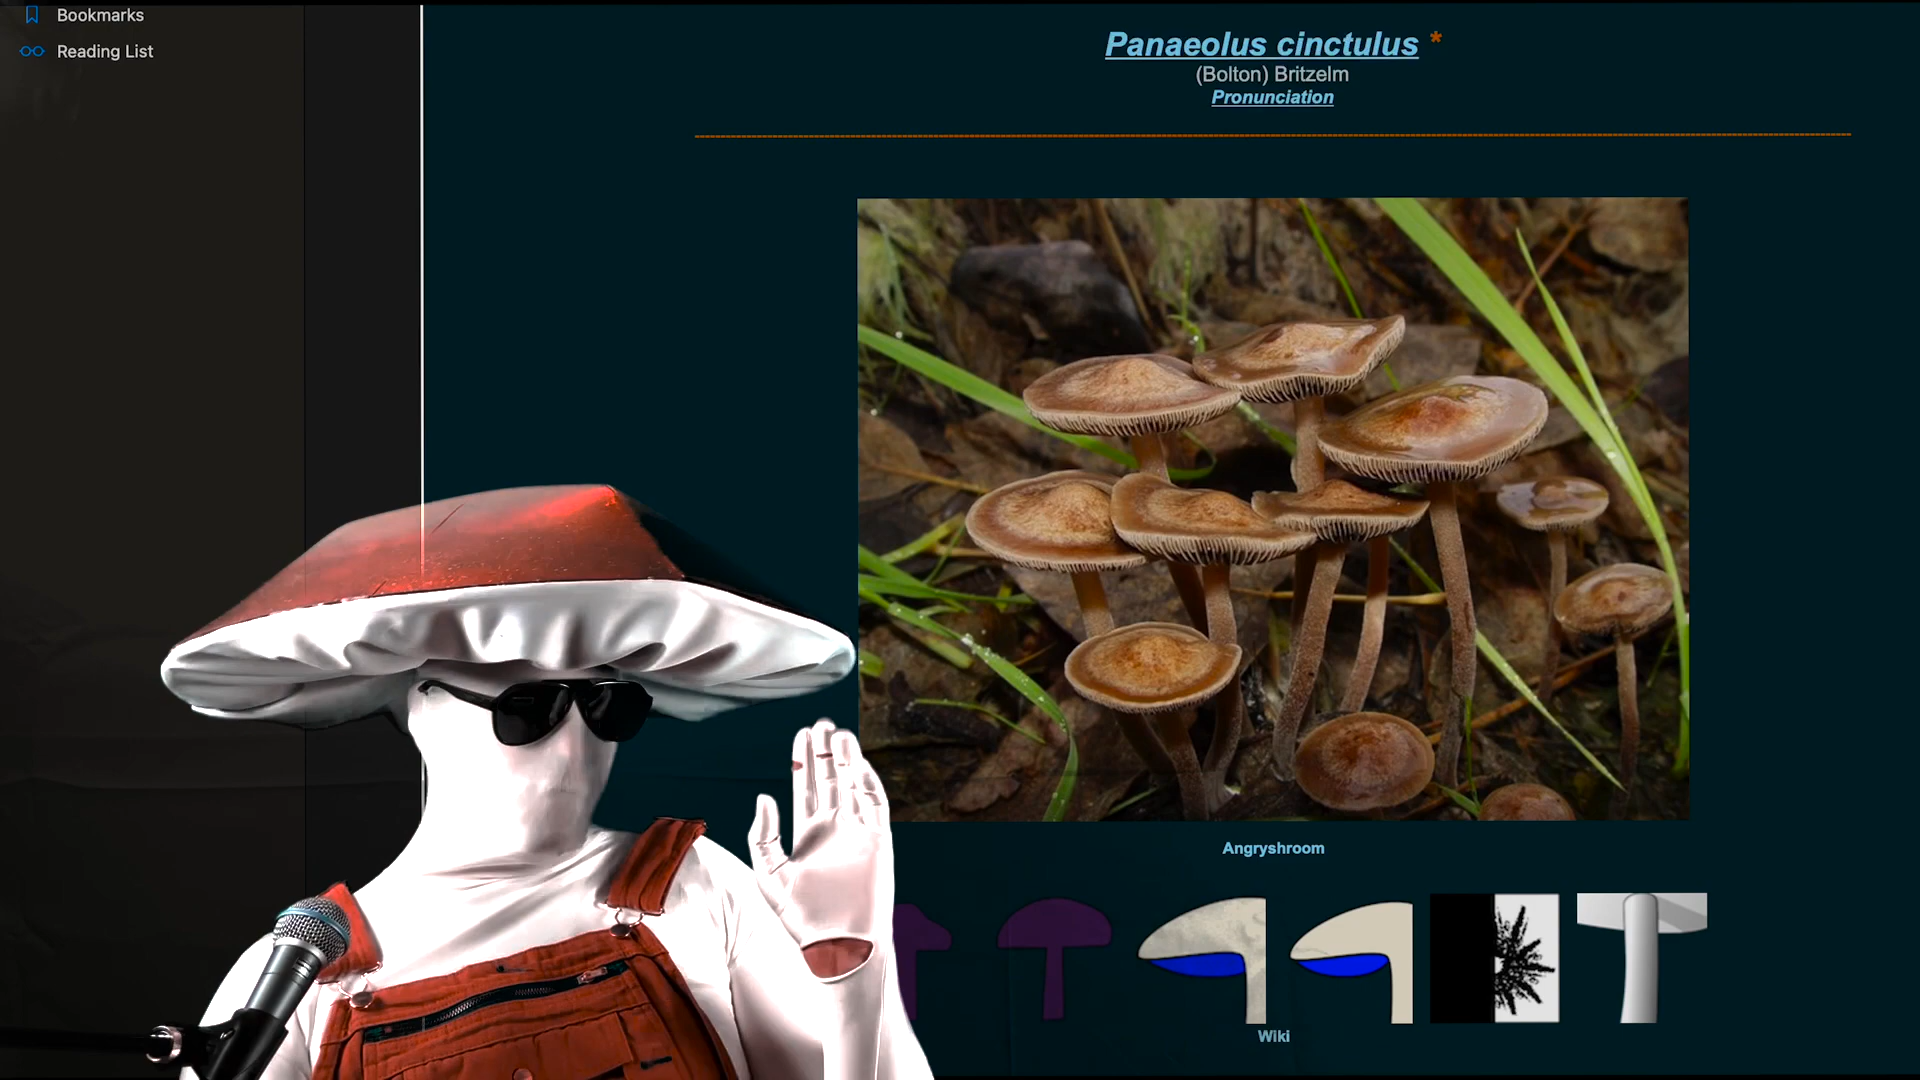 Bookmarks
Reading List
Panaeolus cinctulus *
(Bolton) Britzelm
Pronunciation
Angryshroom
Wiki